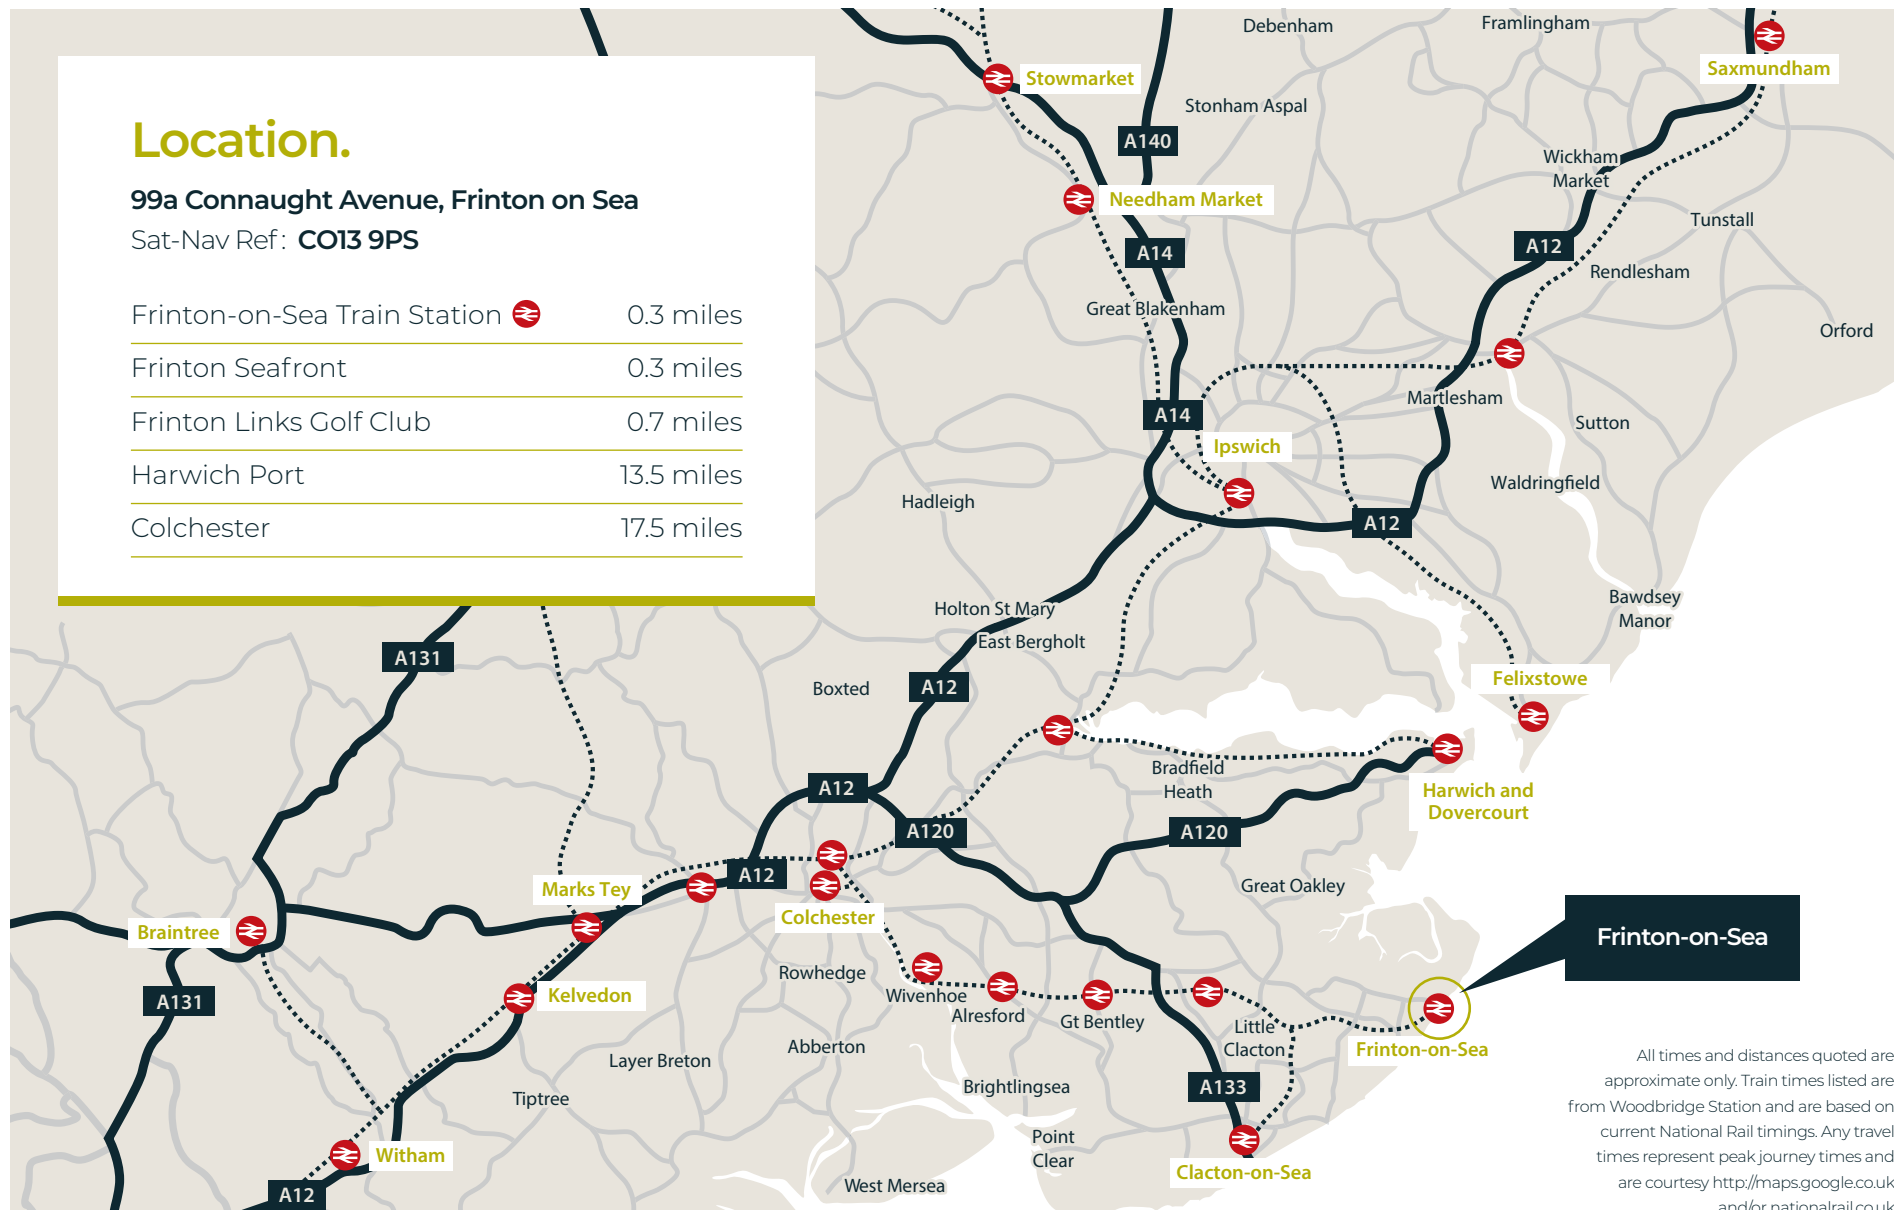 Location.
99a Connaught Avenue, Frinton on Sea
Sat-Nav Ref : CO13 9PS
Frinton-on-Sea Train Station 0.3 miles
Frinton Seafront 0.3 miles
Frinton Links Golf Club 0.7 miles
Harwich Port 13.5 miles
Colchester 17.5 miles
Debenham
Framlingham
Saxmundham
Stowmarket
Stonham Aspal
A140
Wickham
Market
Needham Market
Tunstall
A14
A12
Rendlesham
Great Blakenham
Orford
Martlesham
A14
Sutton
Ipswich
Waldringfield
Hadleigh
A12
Bawdsey
Manor
Holton St Mary
East Bergholt
A131
Felixstowe
Boxted
A12
Bradfield
Heath
A12
Harwich and
Dovercourt
A120
A120
A12
Marks Tey
Great Oakley
Colchester
Braintree
Frinton-on-Sea
Rowhedge
Wivenhoe
Kelvedon
A131
Alresford
Gt Bentley
Little
Clacton
Abberton
Frinton-on-Sea
Layer Breton
Brightlingsea
A133
Tiptree
Point
Clear
Witham
Clacton-on-Sea
West Mersea
A12
All times and distances quoted are
approximate only. Train times listed are
from Woodbridge Station and are based on
current National Rail timings. Any travel
times represent peak journey times and
are courtesy http://maps.google.co.uk
and/or nationalrail.co.uk